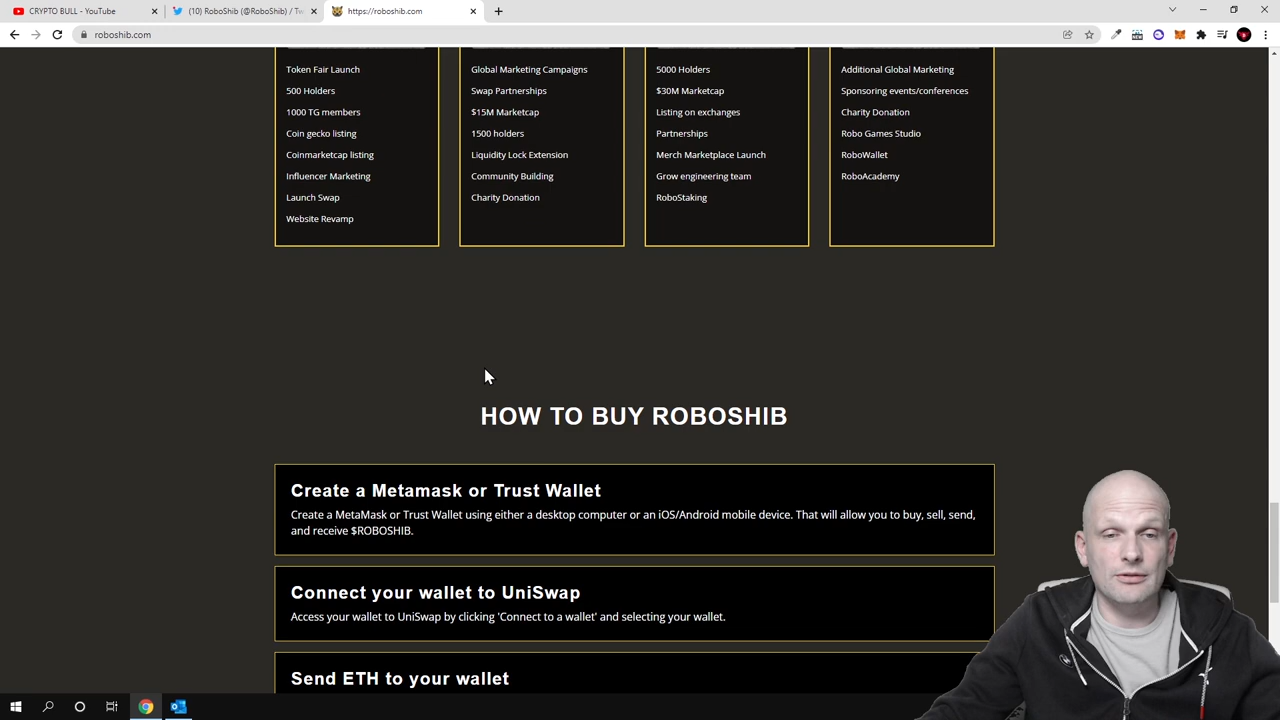 CRYPTO BULL - YouTube
(10) RoboShib (@RoboShib) / Tw
https://roboshib.com
roboshib.com
Token Fair Launch
500 Holders
1000 TG members
Coin gecko listing
Coinmarketcap listing
Influencer Marketing
Launch Swap
Website Revamp
Global Marketing Campaigns
Swap Partnerships
$15M Marketcap
1500 holders
Liquidity Lock Extension
Community Building
Charity Donation
5000 Holders
$30M Marketcap
Listing on exchanges
Partnerships
Merch Marketplace Launch
Grow engineering team
RoboStaking
Additional Global Marketing
Sponsoring events/conferences
Charity Donation
Robo Games Studio
RoboWallet
RoboAcademy
HOW TO BUY ROBOSHIB
Create a Metamask or Trust Wallet
Create a MetaMask or Trust Wallet using either a desktop computer or an iOS/Android mobile device. That will allow you to buy, sell, send,
and receive $ROBOSHIB.
Connect your wallet to UniSwap
Access your wallet to UniSwap by clicking 'Connect to a wallet' and selecting your wallet.
Send ETH to your wallet